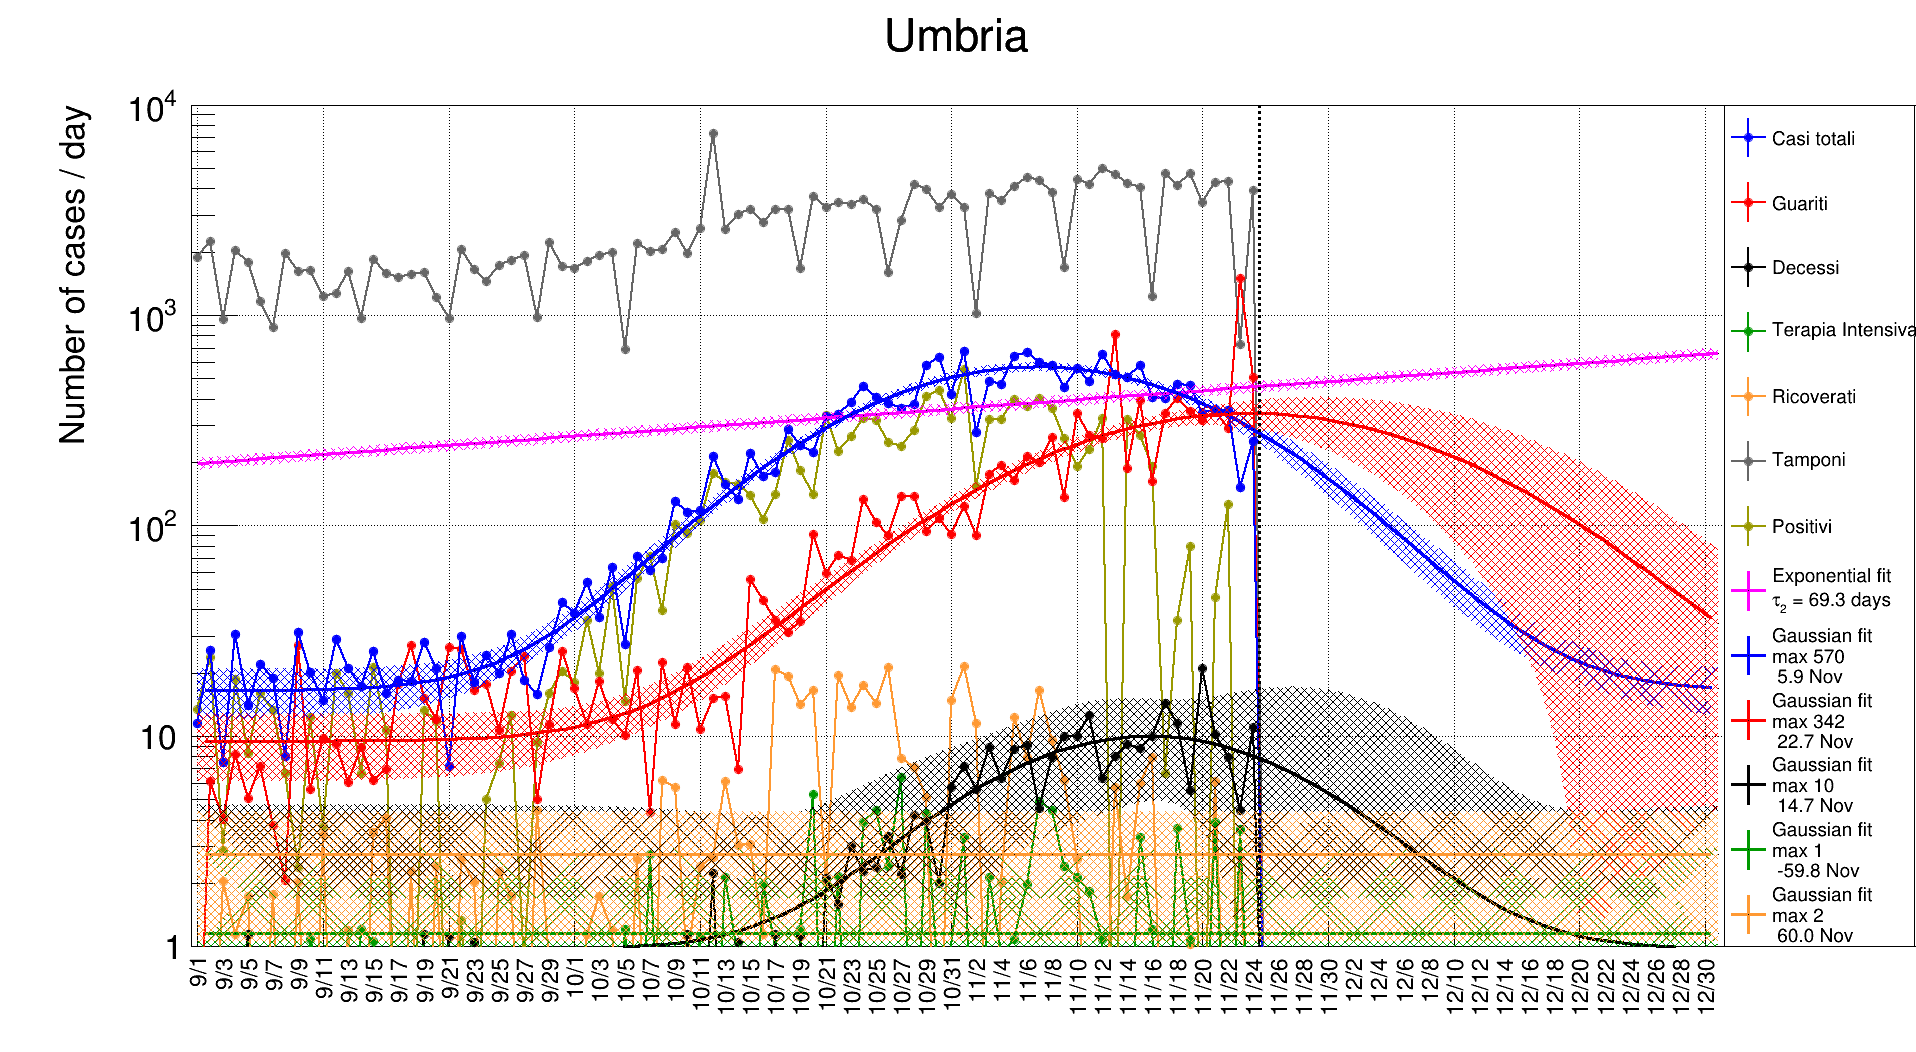 Umbria
Number of cases / day
10^4
10^3
10^2
10
1
9/1 9/3 9/5 9/7 9/9 9/11 9/13 9/15 9/17 9/19 9/21 9/23 9/25 9/27 9/29 10/1 10/3 10/5 10/7 10/9 10/11 10/13 10/15 10/17 10/19 10/21 10/23 10/25 10/27 10/29 10/31 11/2 11/4 11/6 11/8 11/10 11/12 11/14 11/16 11/18 11/20 11/22 11/24 11/26 11/28 11/30 12/2 12/4 12/6 12/8 12/10 12/12 12/14 12/16 12/18 12/20 12/22 12/24 12/26 12/28 12/30
Casi totali
Guariti
Decessi
Terapia Intensiva
Ricoverati
Tamponi
Positivi
Exponential fit
τ2 = 69.3 days
Gaussian fit
max 570
5.9 Nov
Gaussian fit
max 342
22.7 Nov
Gaussian fit
max 10
14.7 Nov
Gaussian fit
max 1
-59.8 Nov
Gaussian fit
max 2
60.0 Nov